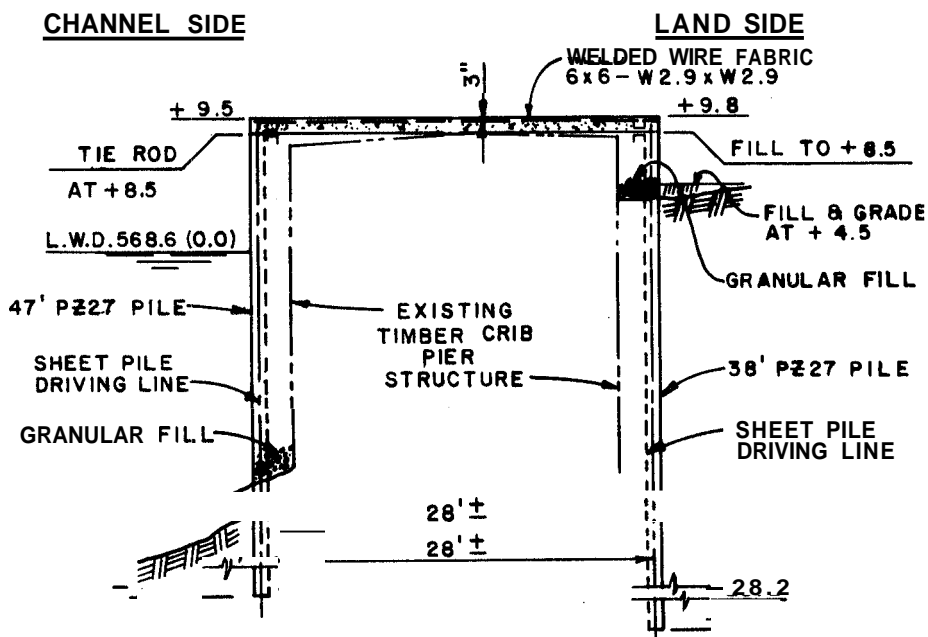 CHANNEL SIDE
LAND SIDE
WELDED WIRE FABRIC
6x6-W2.9xW2.9
3"
+ 9.5
+ 9.8
TIE ROD
AT +8.5
FILL TO + 8.5
FILL & GRADE
AT + 4.5
L.W.D. 568.6 (0.0)
GRANULAR FILL
47' PZ27 PILE
EXISTING
TIMBER CRIB
PIER
STRUCTURE
SHEET PILE
DRIVING LINE
38' PZ27 PILE
GRANULAR FILL
SHEET PILE
DRIVING LINE
28'±
28'±
28.2